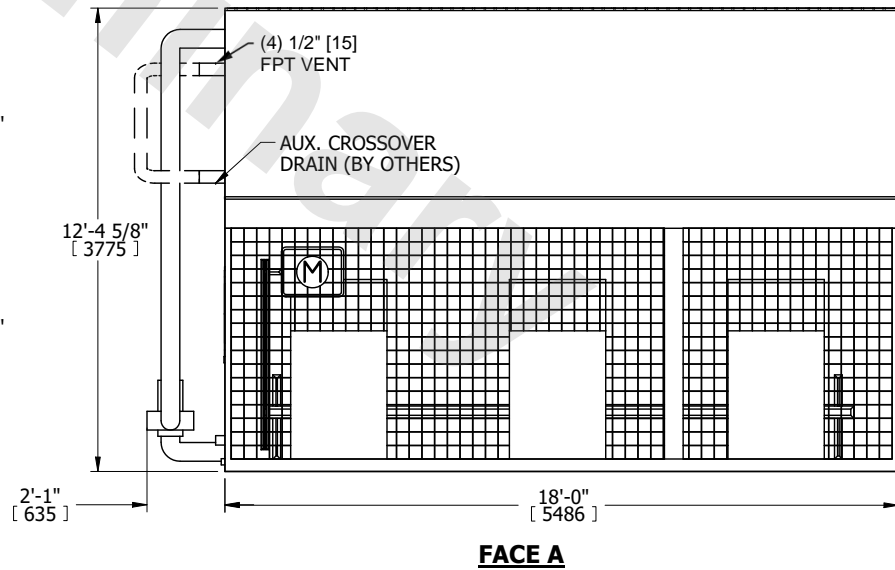 (4) 1/2" [15]
FPT VENT
AUX. CROSSOVER
DRAIN (BY OTHERS)
12'-4 5/8"
[ 3775 ]
M
2'-1"
[ 635 ]
18'-0"
[ 5486 ]
FACE A